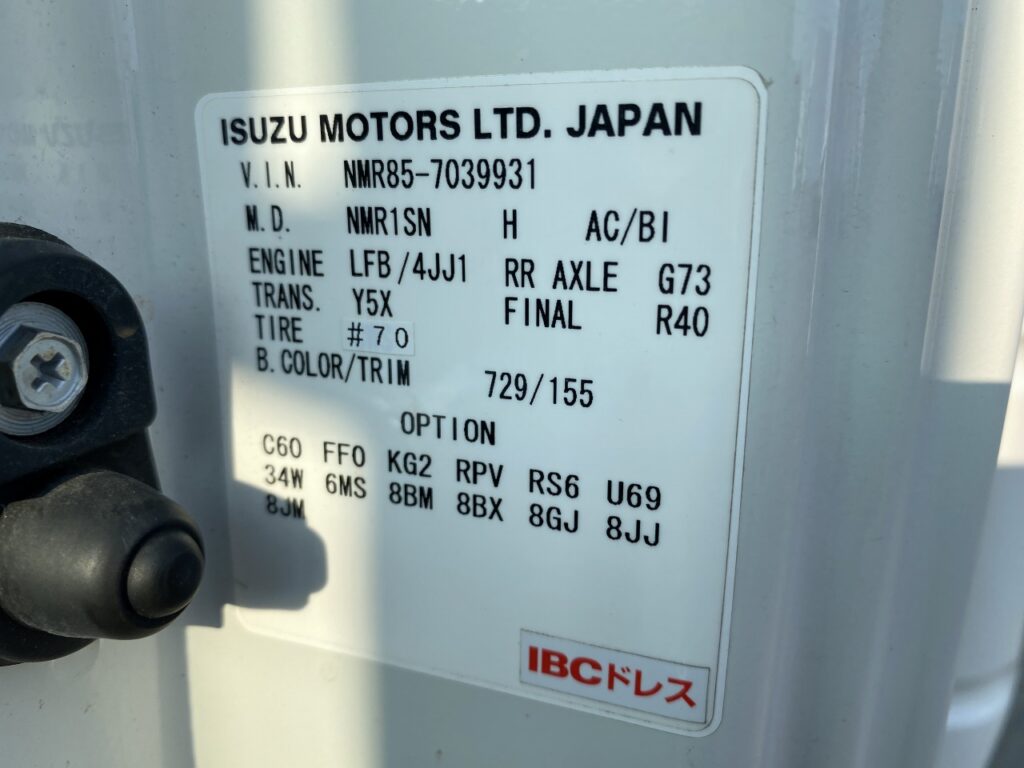 ISUZU MOTORS LTD. JAPAN
V.I.N. NMR85-7039931
M.D. NMR1SN H AC/BI
ENGINE LFB/4JJ1 RR AXLE G73
TRANS. Y5X FINAL R40
TIRE #70
B.COLOR/TRIM 729/155
OPTION
C60 FF0 KG2 RPV RS6 U69
34W 6MS 8BM 8BX 8GJ 8JJ
8JM
IBCドレス